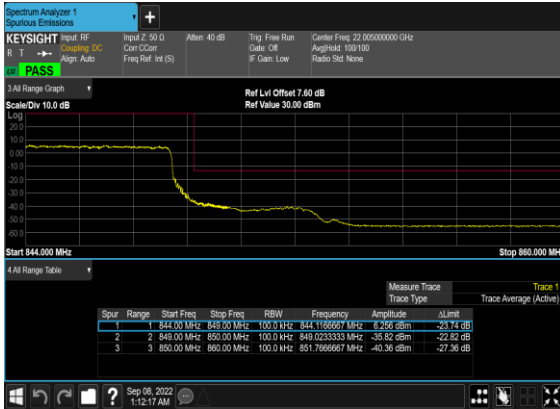 Spectrum Analyzer 1
Spurious Emissions
KEYSIGHT
R T
LN
PASS
Input: RF
Coupling: DC
Align: Auto
Input Z: 50 Ω
Corr CCorr
Freq Ref: Int (S)
Atten: 40 dB
Trig: Free Run
Gate: Off
IF Gain: Low
Center Freq: 22.005000000 GHz
Avg|Hold: 100/100
Radio Std: None
3 All Range Graph
Scale/Div 10.0 dB
Ref Lvl Offset 7.60 dB
Ref Value 30.00 dBm
Log
20.0
10.0
0.00
-10.0
-20.0
-30.0
-40.0
-50.0
-60.0
Start 844.000 MHz
Stop 860.000 MHz
4 All Range Table
Measure Trace Trace 1
Trace Type Trace Average (Active)
Spur Range Start Freq Stop Freq RBW Frequency Amplitude ΔLimit
1 1 844.00 MHz 849.00 MHz 100.0 kHz 844.1166667 MHz 6.256 dBm -23.74 dB
2 2 849.00 MHz 850.00 MHz 100.0 kHz 849.0233333 MHz -35.82 dBm -22.82 dB
3 3 850.00 MHz 860.00 MHz 100.0 kHz 851.7666667 MHz -40.36 dBm -27.36 dB
?
Sep 08, 2022
1:12:17 AM